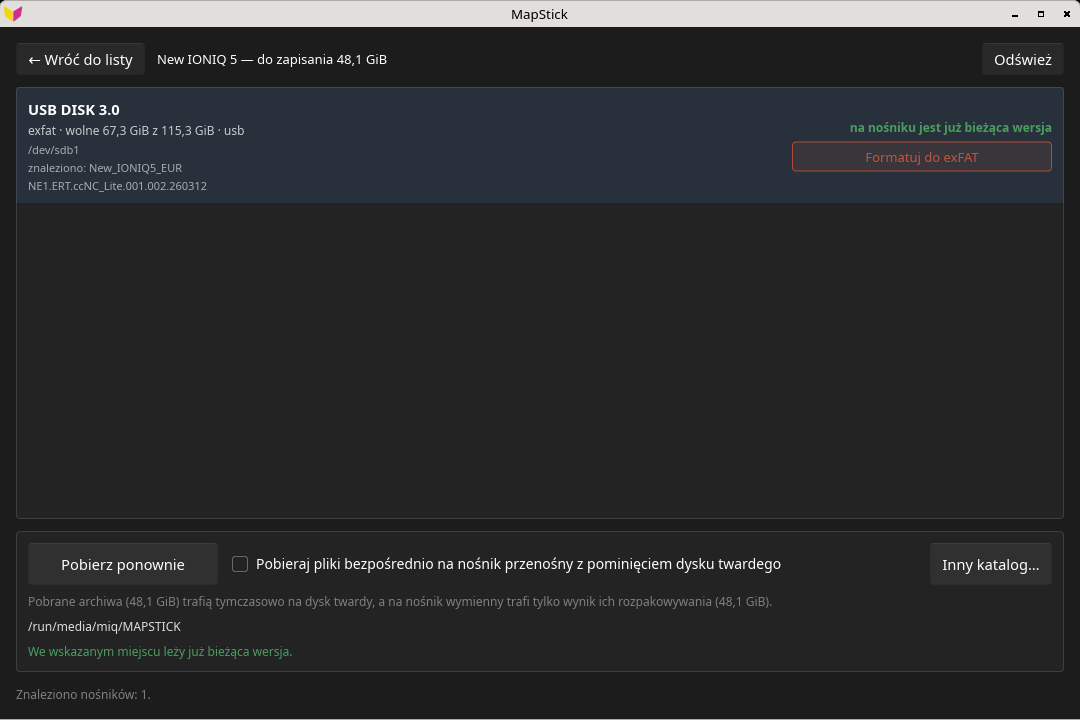 MapStick
← Wróć do listy
New IONIQ 5 — do zapisania 48,1 GiB
Odśwież
USB DISK 3.0
exfat · wolne 67,3 GiB z 115,3 GiB · usb
/dev/sdb1
znaleziono: New_IONIQ5_EUR
NE1.ERT.ccNC_Lite.001.002.260312
na nośniku jest już bieżąca wersja
Formatuj do exFAT
Pobierz ponownie
Pobieraj pliki bezpośrednio na nośnik przenośny z pominięciem dysku twardego
Inny katalog...
Pobrane archiwa (48,1 GiB) trafią tymczasowo na dysk twardy, a na nośnik wymienny trafi tylko wynik ich rozpakowywania (48,1 GiB).
/run/media/miq/MAPSTICK
We wskazanym miejscu leży już bieżąca wersja.
Znaleziono nośników: 1.